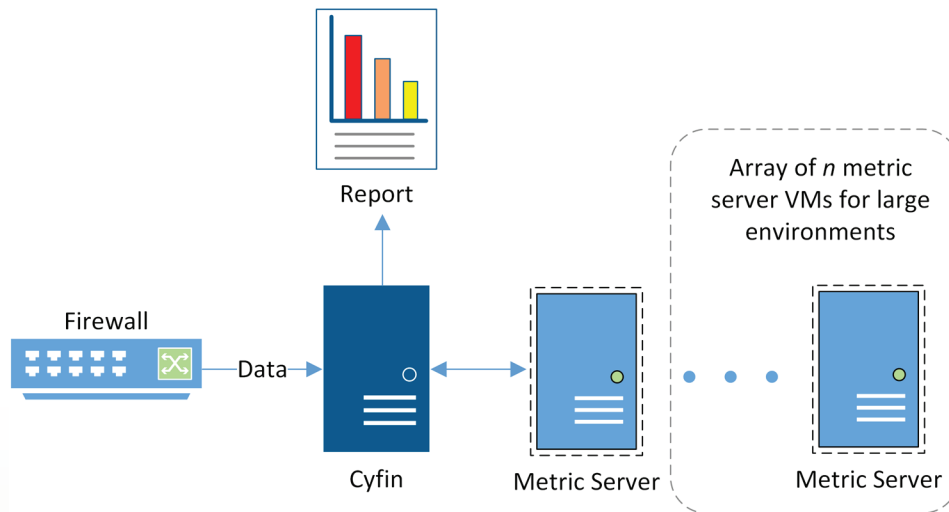 Report
Array of n metric
server VMs for large
environments
Firewall
Data
Cyfin
Metric Server
Metric Server